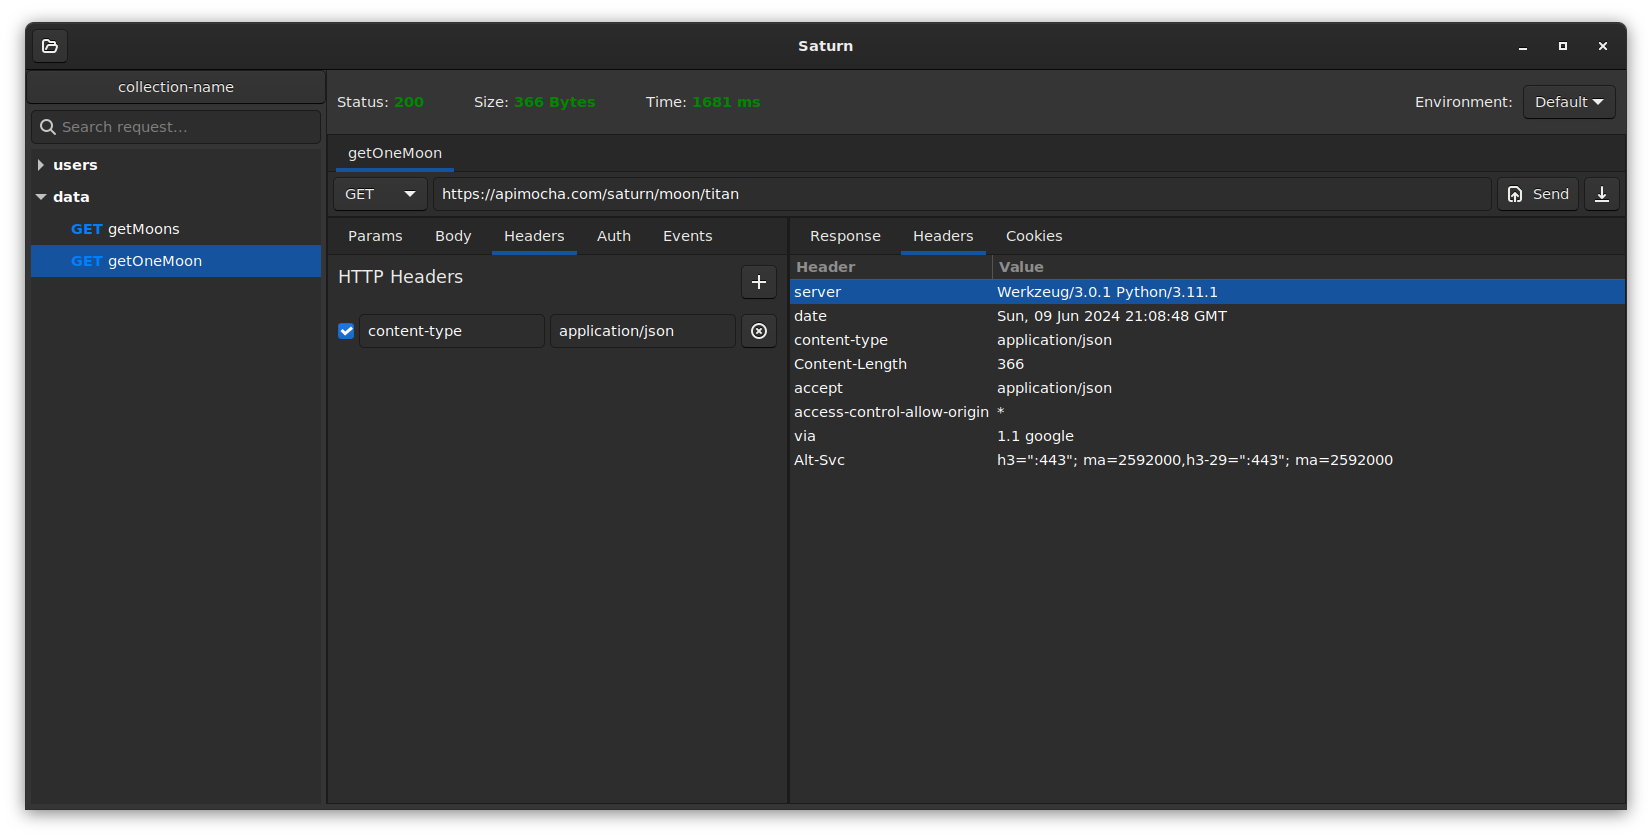 Saturn
collection-name
Search request...
users
data
GET getMoons
GET getOneMoon
Status: 200 Size: 366 Bytes Time: 1681 ms Environment: Default
getOneMoon
GET https://apimocha.com/saturn/moon/titan Send
Params Body Headers Auth Events
HTTP Headers
content-type application/json
Response Headers Cookies
Header Value
server Werkzeug/3.0.1 Python/3.11.1
date Sun, 09 Jun 2024 21:08:48 GMT
content-type application/json
Content-Length 366
accept application/json
access-control-allow-origin *
via 1.1 google
Alt-Svc h3=":443"; ma=2592000,h3-29=":443"; ma=2592000